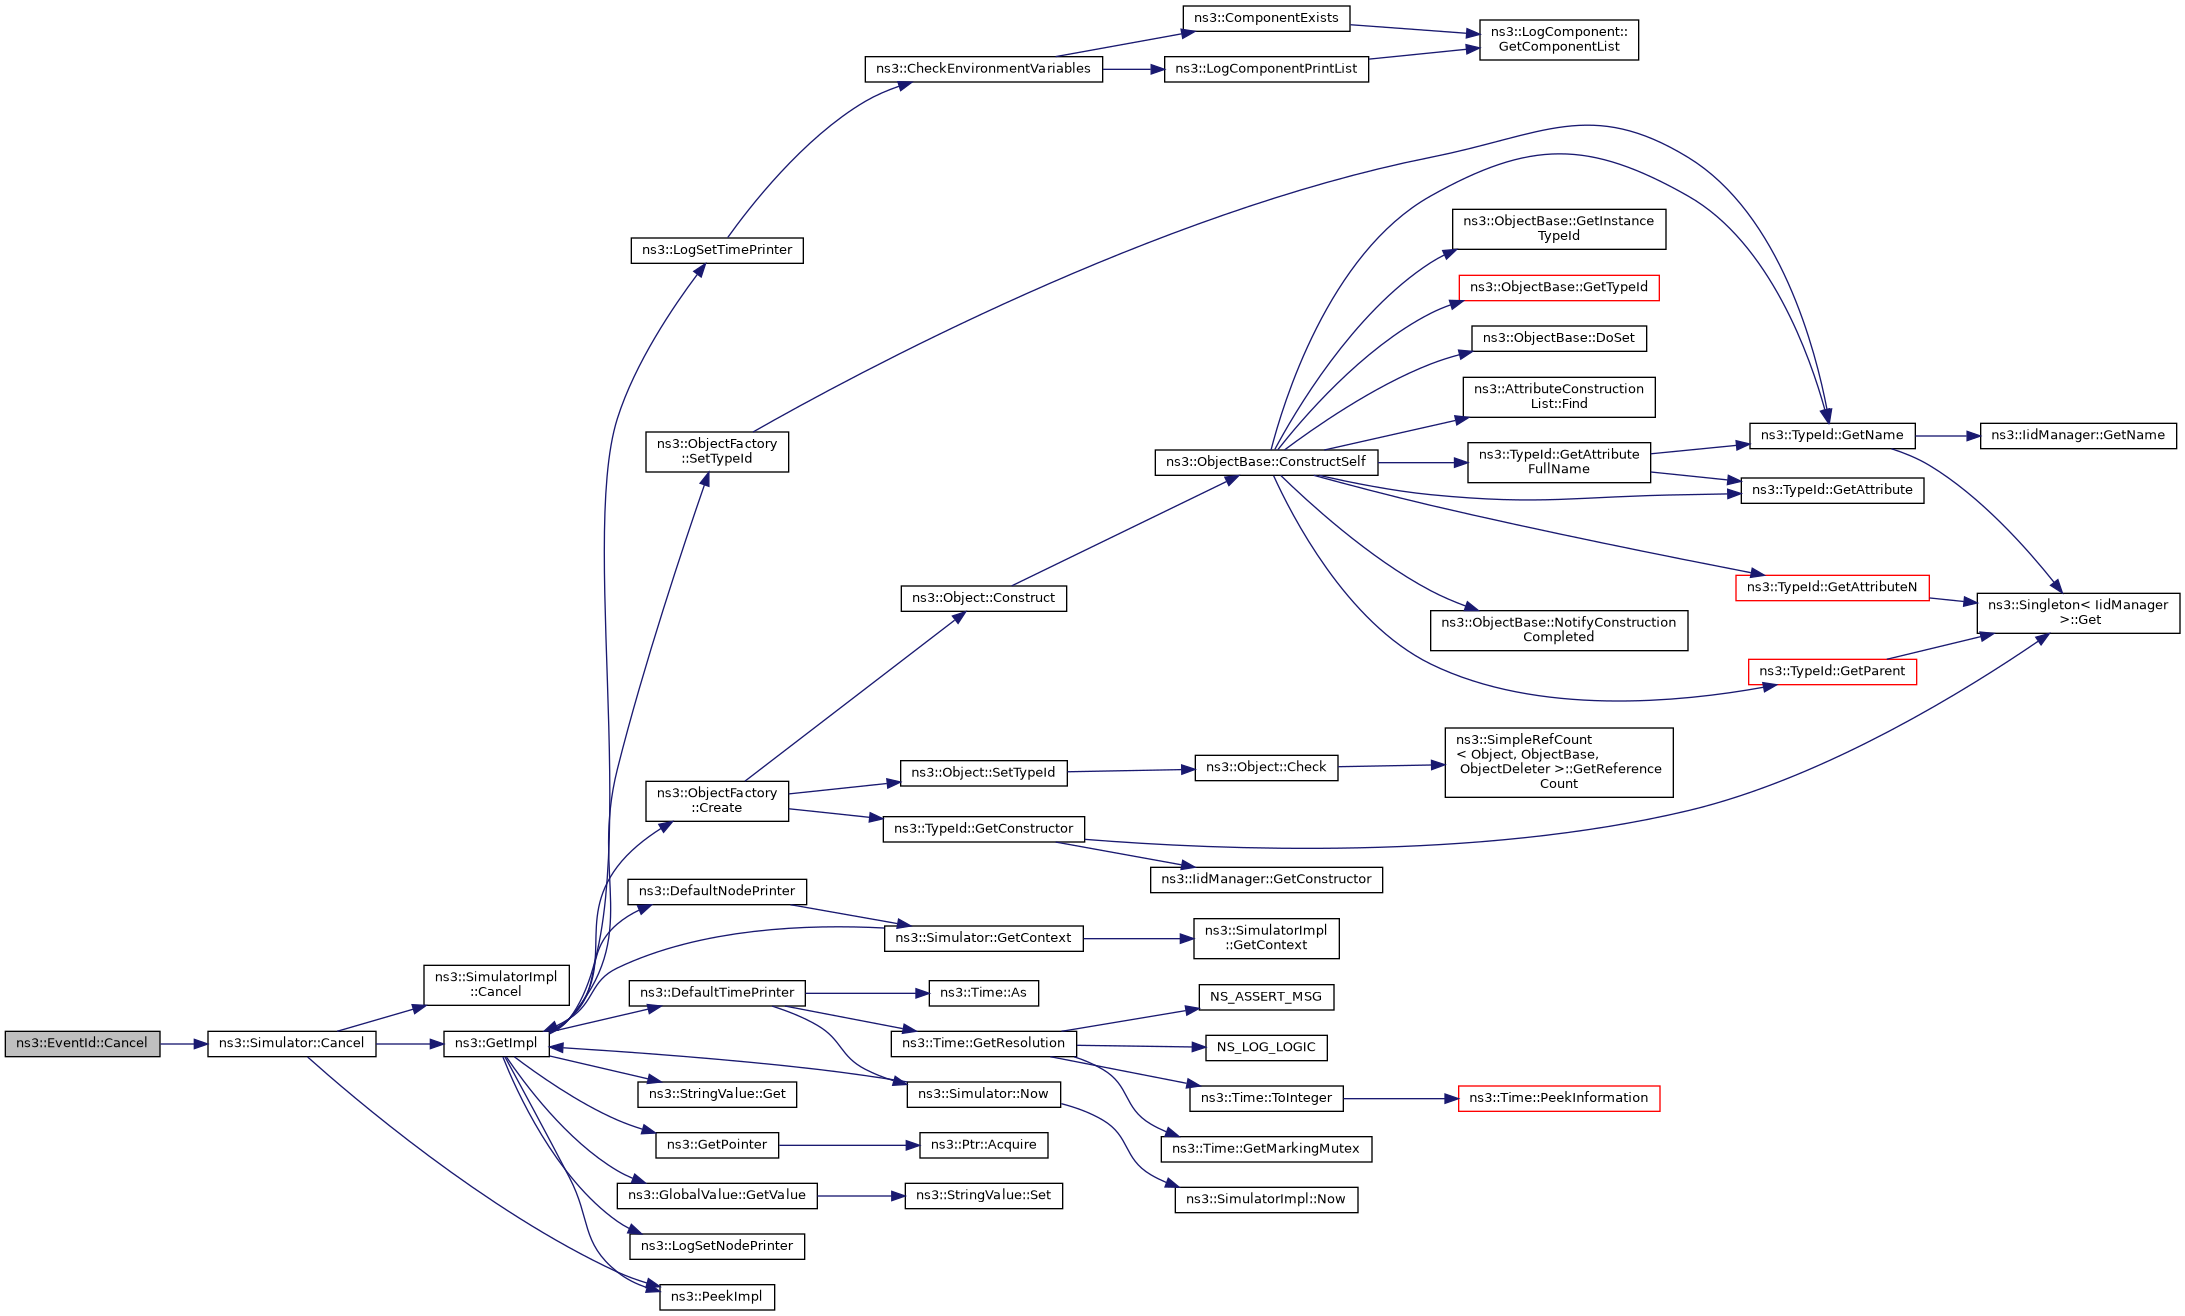 ns3::ComponentExists
ns3::LogComponent::
GetComponentList
ns3::CheckEnvironmentVariables
ns3::LogComponentPrintList
ns3::ObjectBase::GetInstance
TypeId
ns3::LogSetTimePrinter
ns3::ObjectBase::GetTypeId
ns3::ObjectBase::DoSet
ns3::AttributeConstruction
List::Find
ns3::TypeId::GetName
ns3::IidManager::GetName
ns3::ObjectFactory
::SetTypeId
ns3::ObjectBase::ConstructSelf
ns3::TypeId::GetAttribute
FullName
ns3::TypeId::GetAttribute
ns3::TypeId::GetAttributeN
ns3::Object::Construct
ns3::Singleton< IidManager
>::Get
ns3::ObjectBase::NotifyConstruction
Completed
ns3::TypeId::GetParent
ns3::SimpleRefCount
< Object, ObjectBase,
ObjectDeleter >::GetReference
Count
ns3::Object::SetTypeId
ns3::Object::Check
ns3::ObjectFactory
::Create
ns3::TypeId::GetConstructor
ns3::IidManager::GetConstructor
ns3::DefaultNodePrinter
ns3::Simulator::GetContext
ns3::SimulatorImpl
::GetContext
ns3::SimulatorImpl
::Cancel
ns3::DefaultTimePrinter
ns3::Time::As
NS_ASSERT_MSG
ns3::EventId::Cancel
ns3::Simulator::Cancel
ns3::GetImpl
ns3::Time::GetResolution
NS_LOG_LOGIC
ns3::StringValue::Get
ns3::Simulator::Now
ns3::Time::ToInteger
ns3::Time::PeekInformation
ns3::GetPointer
ns3::Ptr::Acquire
ns3::Time::GetMarkingMutex
ns3::GlobalValue::GetValue
ns3::StringValue::Set
ns3::SimulatorImpl::Now
ns3::LogSetNodePrinter
ns3::PeekImpl